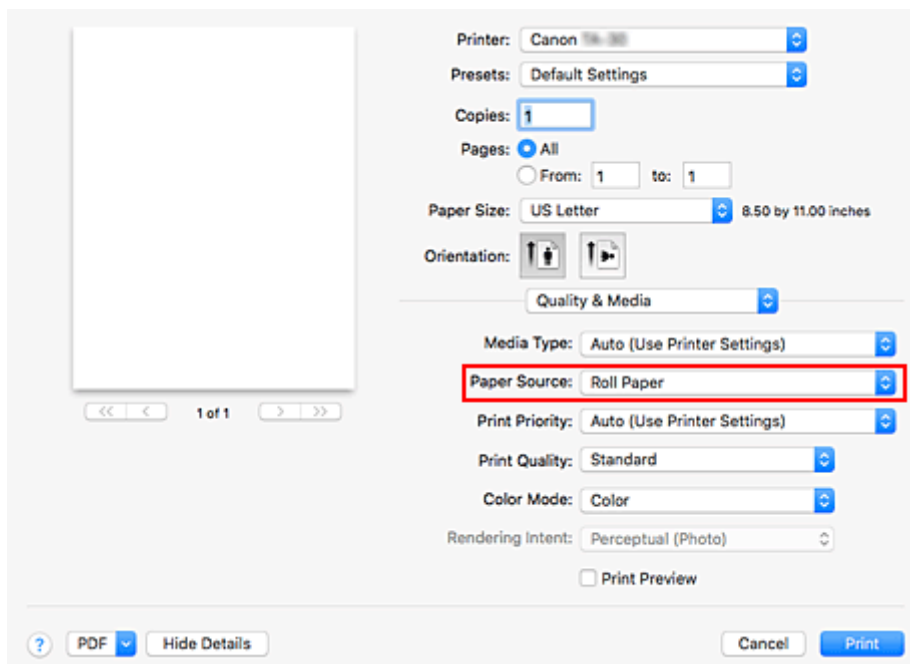 Printer: Canon
Presets: Default Settings
Copies: 1
Pages: All
From: 1 to: 1
Paper Size: US Letter 8.50 by 11.00 inches
Orientation:
Quality & Media
Media Type: Auto (Use Printer Settings)
Paper Source: Roll Paper
<< < 1 of 1 > >>
Print Priority: Auto (Use Printer Settings)
Print Quality: Standard
Color Mode: Color
Rendering Intent: Perceptual (Photo)
Print Preview
? PDF Hide Details Cancel Print